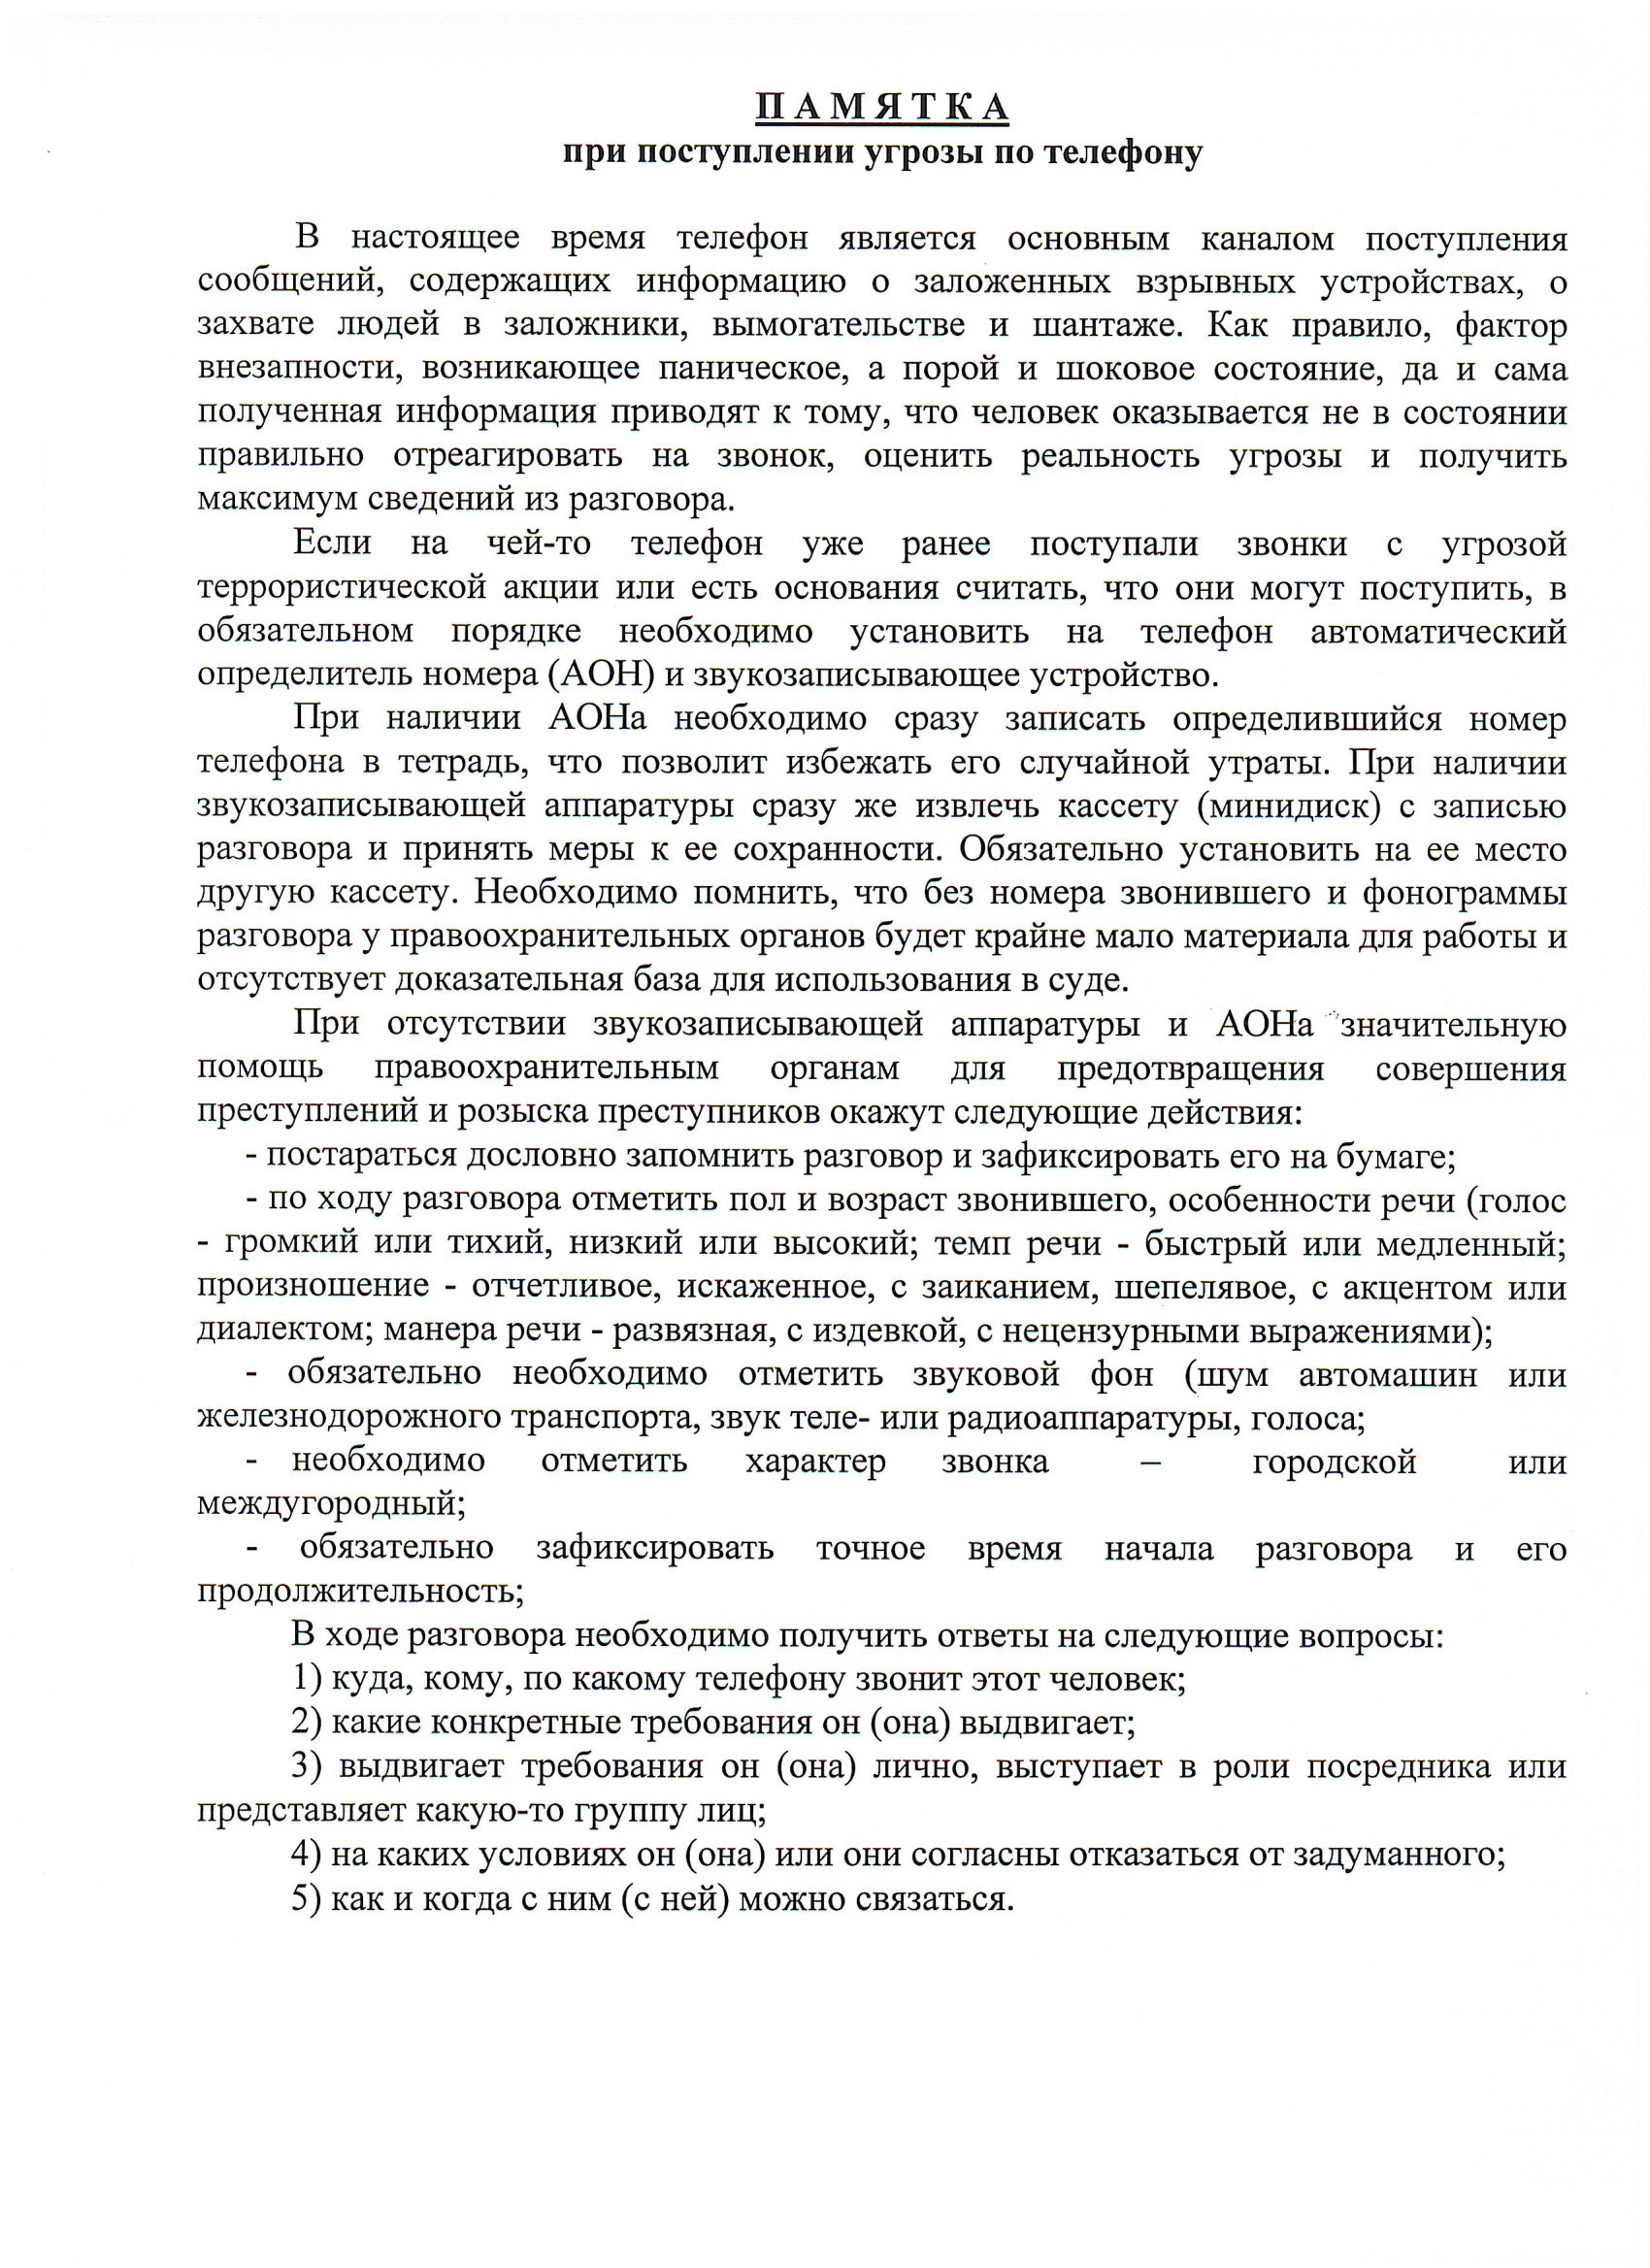 П А М Я Т К А
при поступлении угрозы по телефону
В настоящее время телефон является основным каналом поступления
сообщений, содержащих информацию о заложенных взрывных устройствах, о
захвате людей в заложники, вымогательстве и шантаже. Как правило, фактор
внезапности, возникающее паническое, а порой и шоковое состояние, да и сама
полученная информация приводят к тому, что человек оказывается не в состоянии
правильно отреагировать на звонок, оценить реальность угрозы и получить
максимум сведений из разговора.
Если на чей-то телефон уже ранее поступали звонки с угрозой
террористической акции или есть основания считать, что они могут поступить, в
обязательном порядке необходимо установить на телефон автоматический
определитель номера (АОН) и звукозаписывающее устройство.
При наличии АОНа необходимо сразу записать определившийся номер
телефона в тетрадь, что позволит избежать его случайной утраты. При наличии
звукозаписывающей аппаратуры сразу же извлечь кассету (минидиск) с записью
разговора и принять меры к ее сохранности. Обязательно установить на ее место
другую кассету. Необходимо помнить, что без номера звонившего и фонограммы
разговора у правоохранительных органов будет крайне мало материала для работы и
отсутствует доказательная база для использования в суде.
При отсутствии звукозаписывающей аппаратуры и АОНа значительную
помощь правоохранительным органам для предотвращения совершения
преступлений и розыска преступников окажут следующие действия:
- постараться дословно запомнить разговор и зафиксировать его на бумаге;
- по ходу разговора отметить пол и возраст звонившего, особенности речи (голос
- громкий или тихий, низкий или высокий; темп речи - быстрый или медленный;
произношение - отчетливое, искаженное, с заиканием, шепелявое, с акцентом или
диалектом; манера речи - развязная, с издевкой, с нецензурными выражениями);
- обязательно необходимо отметить звуковой фон (шум автомашин или
железнодорожного транспорта, звук теле- или радиоаппаратуры, голоса;
- необходимо отметить характер звонка – городской или
междугородный;
- обязательно зафиксировать точное время начала разговора и его
продолжительность;
В ходе разговора необходимо получить ответы на следующие вопросы:
1) куда, кому, по какому телефону звонит этот человек;
2) какие конкретные требования он (она) выдвигает;
3) выдвигает требования он (она) лично, выступает в роли посредника или
представляет какую-то группу лиц;
4) на каких условиях он (она) или они согласны отказаться от задуманного;
5) как и когда с ним (с ней) можно связаться.